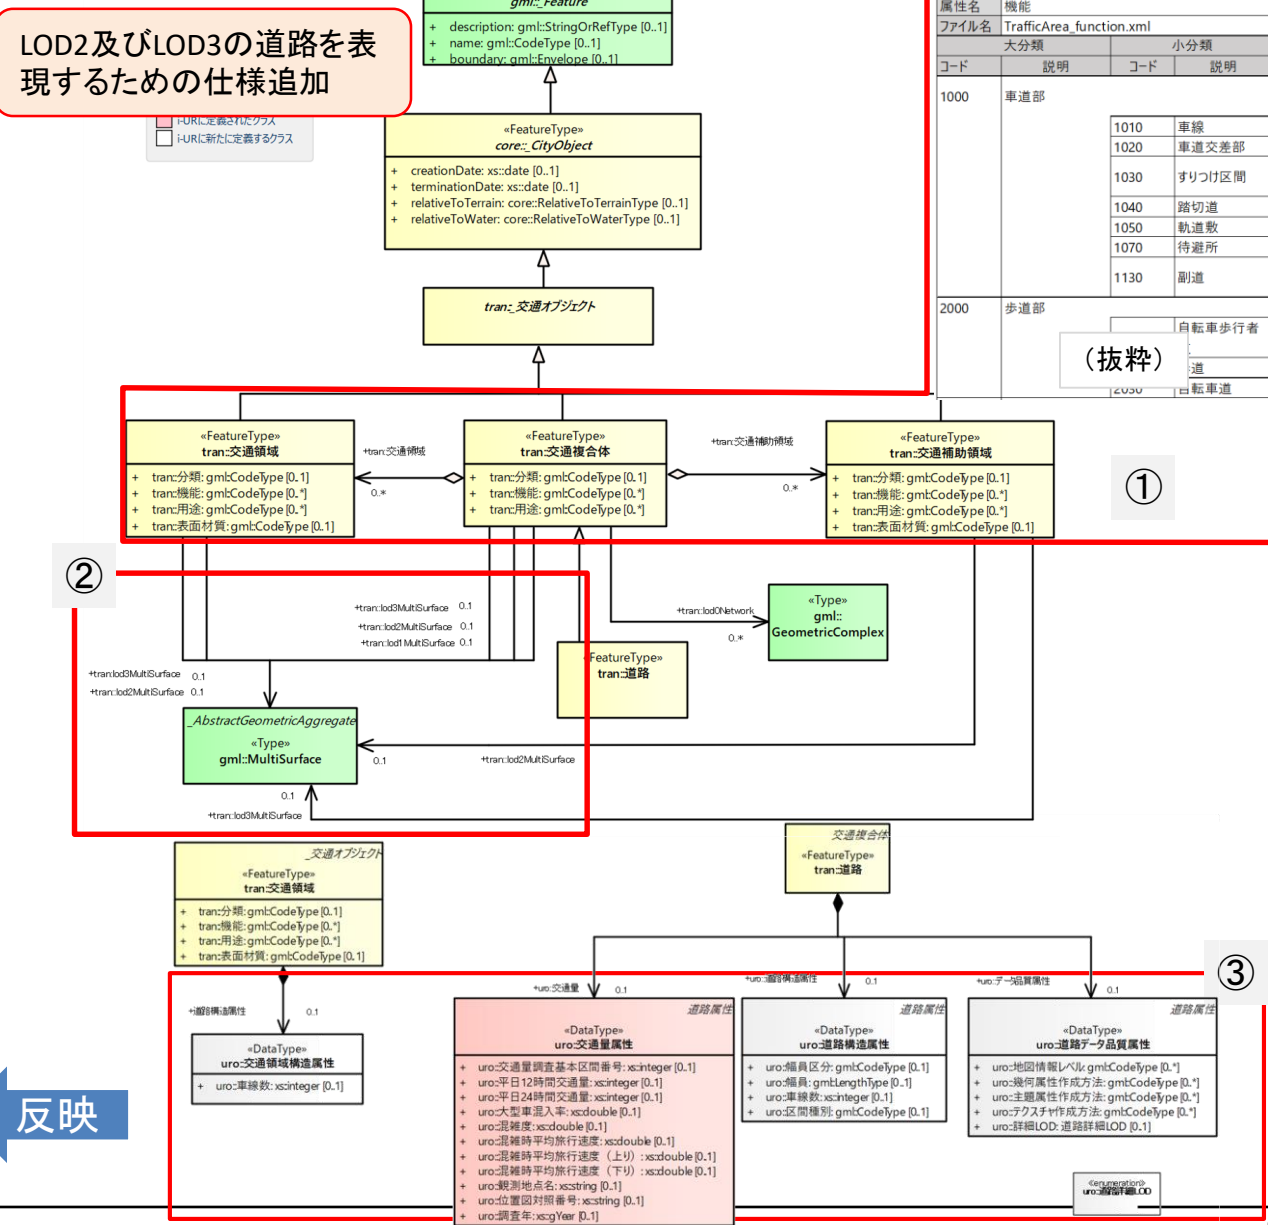 LOD2及びLOD3の道路を表
現するための仕様追加
i-URに定義されたクラス
i-URに新たに定義するクラス
gml::_Feature
+ description: gml::StringOrRefType [0..1]
+ name: gml::CodeType [0..1]
+ boundary: gml::Envelope [0..1]
«FeatureType»
core::_CityObject
+ creationDate: xs::date [0..1]
+ terminationDate: xs::date [0..1]
+ relativeToTerrain: core::RelativeToTerrainType [0..1]
+ relativeToWater: core::RelativeToWaterType [0..1]
tran::_交通オブジェクト
属性名 機能
ファイル名 TrafficArea_function.xml
大分類 小分類
コード 説明 コード 説明
1000 車道部
1010 車線
1020 車道交差部
1030 すりつけ区間
1040 踏切道
1050 軌道敷
1070 待避所
1130 副道
2000 歩道部
自転車歩行者
（抜粋）
道
2050 自転車道
①
«FeatureType»
tran::交通領域
+ tran::分類: gml::CodeType [0..1]
+ tran::機能: gml::CodeType [0..*]
+ tran::用途: gml::CodeType [0..*]
+ tran::表面材質: gml::CodeType [0..1]
+tran:交通領域
0..*
«FeatureType»
tran::交通複合体
+ tran::分類: gml::CodeType [0..1]
+ tran::機能: gml::CodeType [0..*]
+ tran::用途: gml::CodeType [0..*]
+tran:交通補助領域
0..*
«FeatureType»
tran::交通補助領域
+ tran::分類: gml::CodeType [0..1]
+ tran::機能: gml::CodeType [0..*]
+ tran::用途: gml::CodeType [0..*]
+ tran::表面材質: gml::CodeType [0..1]
②
+tran::lod3MultiSurface 0..1
+tran::lod2MultiSurface 0..1
+tran::lod1MultiSurface 0..1
+tran::lod0Network
0..*
«Type»
gml::
GeometricComplex
«FeatureType»
tran::道路
+tran:lod3MultiSurface 0..1
+tran::lod2MultiSurface 0..1
_AbstractGeometricAggregate
«Type»
gml::MultiSurface
0..1
+tran::lod2MultiSurface
0..1
+tran::lod3MultiSurface
_交通オブジェクト
«FeatureType»
tran::交通領域
+ tran::分類: gml::CodeType [0..1]
+ tran::機能: gml::CodeType [0..*]
+ tran::用途: gml::CodeType [0..*]
+ tran::表面材質: gml::CodeType [0..1]
交通複合体
«FeatureType»
tran::道路
③
+道路構造属性
0..1
«DataType»
uro::交通領域構造属性
+ uro::車線数: xs::integer [0..1]
+uro:交通量
0..1
道路属性
«DataType»
uro::交通量属性
+ uro::交通量調査基本区間番号: xs::integer [0..1]
+ uro::平日12時間交通量: xs::integer [0..1]
+ uro::平日24時間交通量: xs::integer [0..1]
+ uro::大型車混入率: xs::double [0..1]
+ uro::混雑度: xs::double [0..1]
+ uro::混雑時平均旅行速度: xs::double [0..1]
+ uro::混雑時平均旅行速度（上り）: xs::double [0..1]
+ uro::混雑時平均旅行速度（下り）: xs::double [0..1]
+ uro::観測地点名: xs::string [0..1]
+ uro::位置図対照番号: xs::string [0..1]
+ uro::調査年: xs::gYear [0..1]
+uro::道路構造属性
0..1
道路属性
«DataType»
uro::道路構造属性
+ uro::幅員区分: gml::CodeType [0..1]
+ uro::幅員: gml::LengthType [0..1]
+ uro::車線数: xs::integer [0..1]
+ uro::区間種別: gml::CodeType [0..1]
+uro:データ品質属性
0..1
道路属性
«DataType»
uro::道路データ品質属性
+ uro::地図情報レベル: gml::CodeType [0..*]
+ uro::幾何属性作成方法: gml::CodeType [0..*]
+ uro::主題属性作成方法: gml::CodeType [0..*]
+ uro::テクスチャ作成方法: gml::CodeType [0..*]
+ uro::詳細LOD: 道路詳細LOD [0..1]
«enumeration»
uro::道路詳細LOD
反映